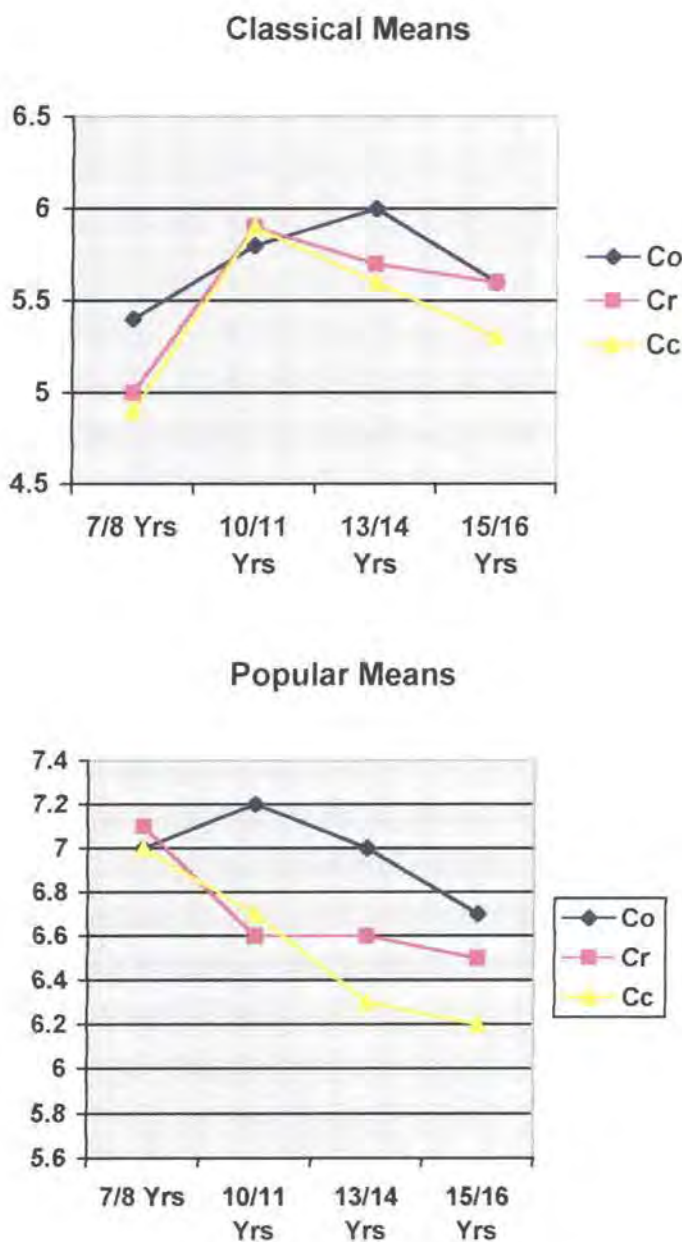 Classical Means
6.5
6
5.5
5
4.5
7/8 Yrs
10/11
Yrs
13/14
Yrs
15/16
Yrs
Co
Cr
Cc
Popular Means
7.4
7.2
7
6.8
6.6
6.4
6.2
6
5.8
5.6
7/8 Yrs
10/11
Yrs
13/14
Yrs
15/16
Yrs
Co
Cr
Cc